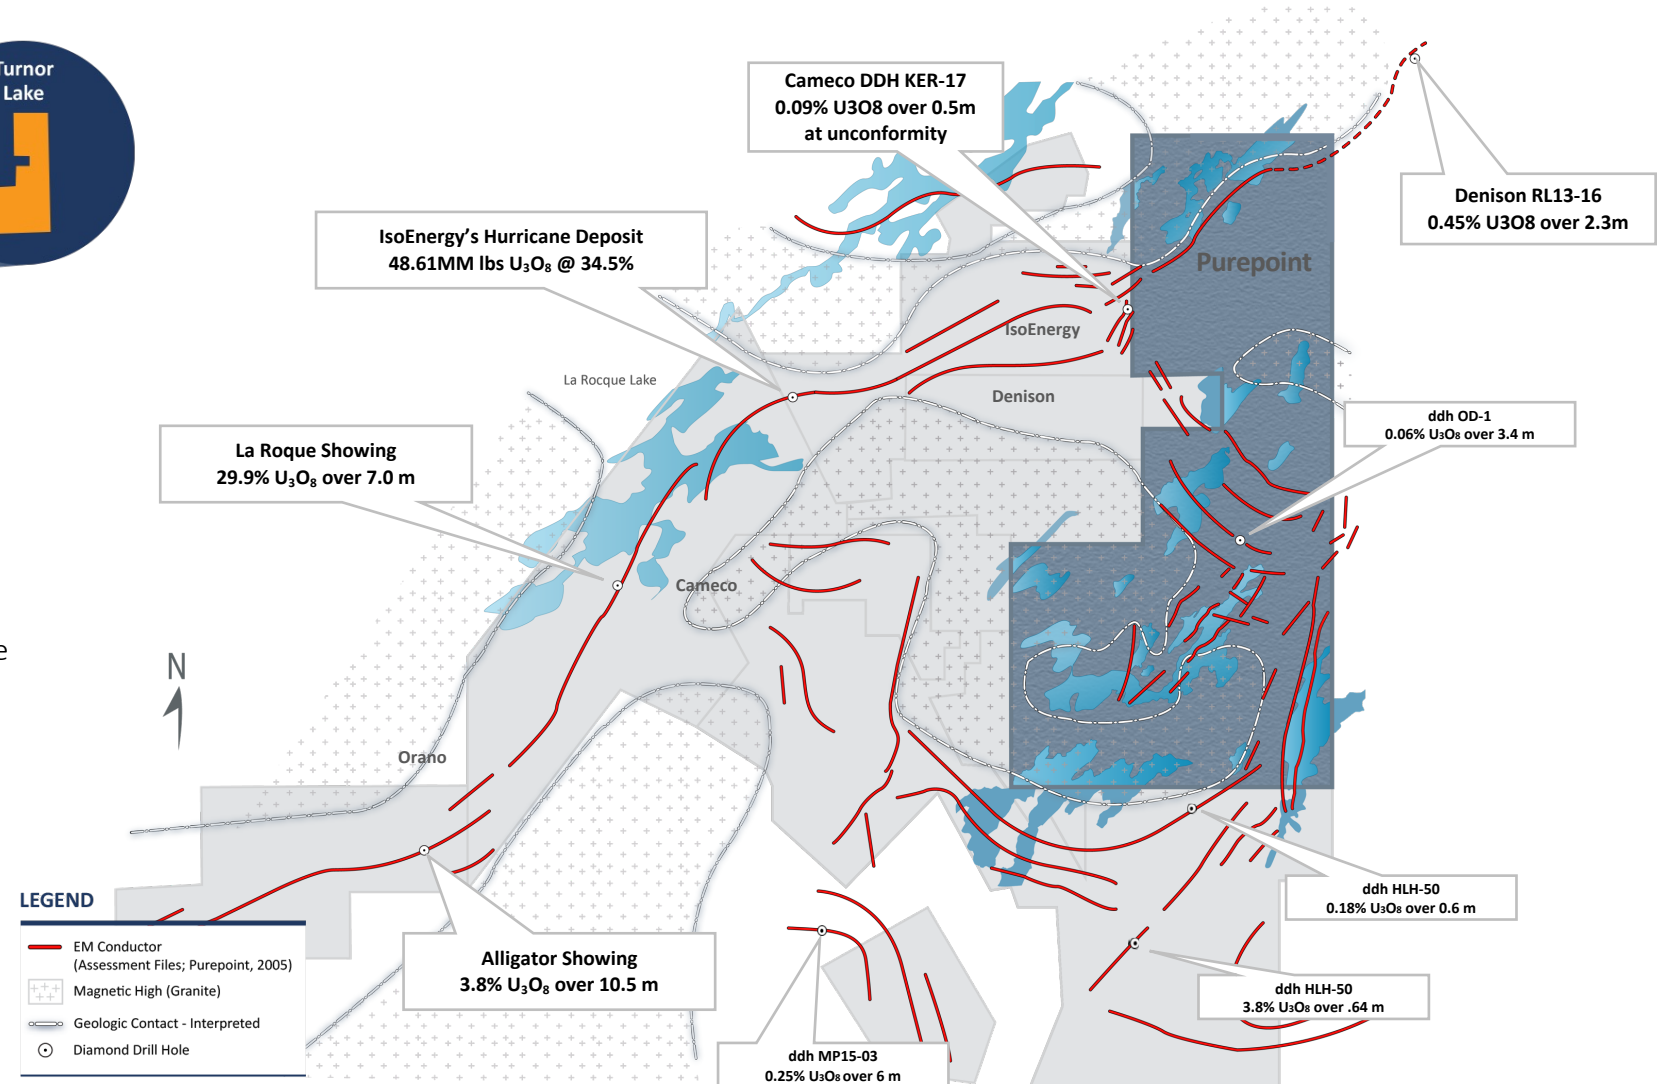 Turnor
Lake
Cameco DDH KER-17
0.09% U3O8 over 0.5m
at unconformity
Denison RL13-16
0.45% U3O8 over 2.3m
IsoEnergy’s Hurricane Deposit
48.61MM lbs U₃O₈ @ 34.5%
Purepoint
IsoEnergy
La Rocque Lake
Denison
ddh OD-1
0.06% U₃O₈ over 3.4 m
La Roque Showing
29.9% U₃O₈ over 7.0 m
Cameco
e
N
Orano
ddh HLH-50
0.18% U₃O₈ over 0.6 m
LEGEND
EM Conductor
(Assessment Files; Purepoint, 2005)
Magnetic High (Granite)
Geologic Contact - Interpreted
Diamond Drill Hole
Alligator Showing
3.8% U₃O₈ over 10.5 m
ddh HLH-50
3.8% U₃O₈ over .64 m
ddh MP15-03
0.25% U₃O₈ over 6 m